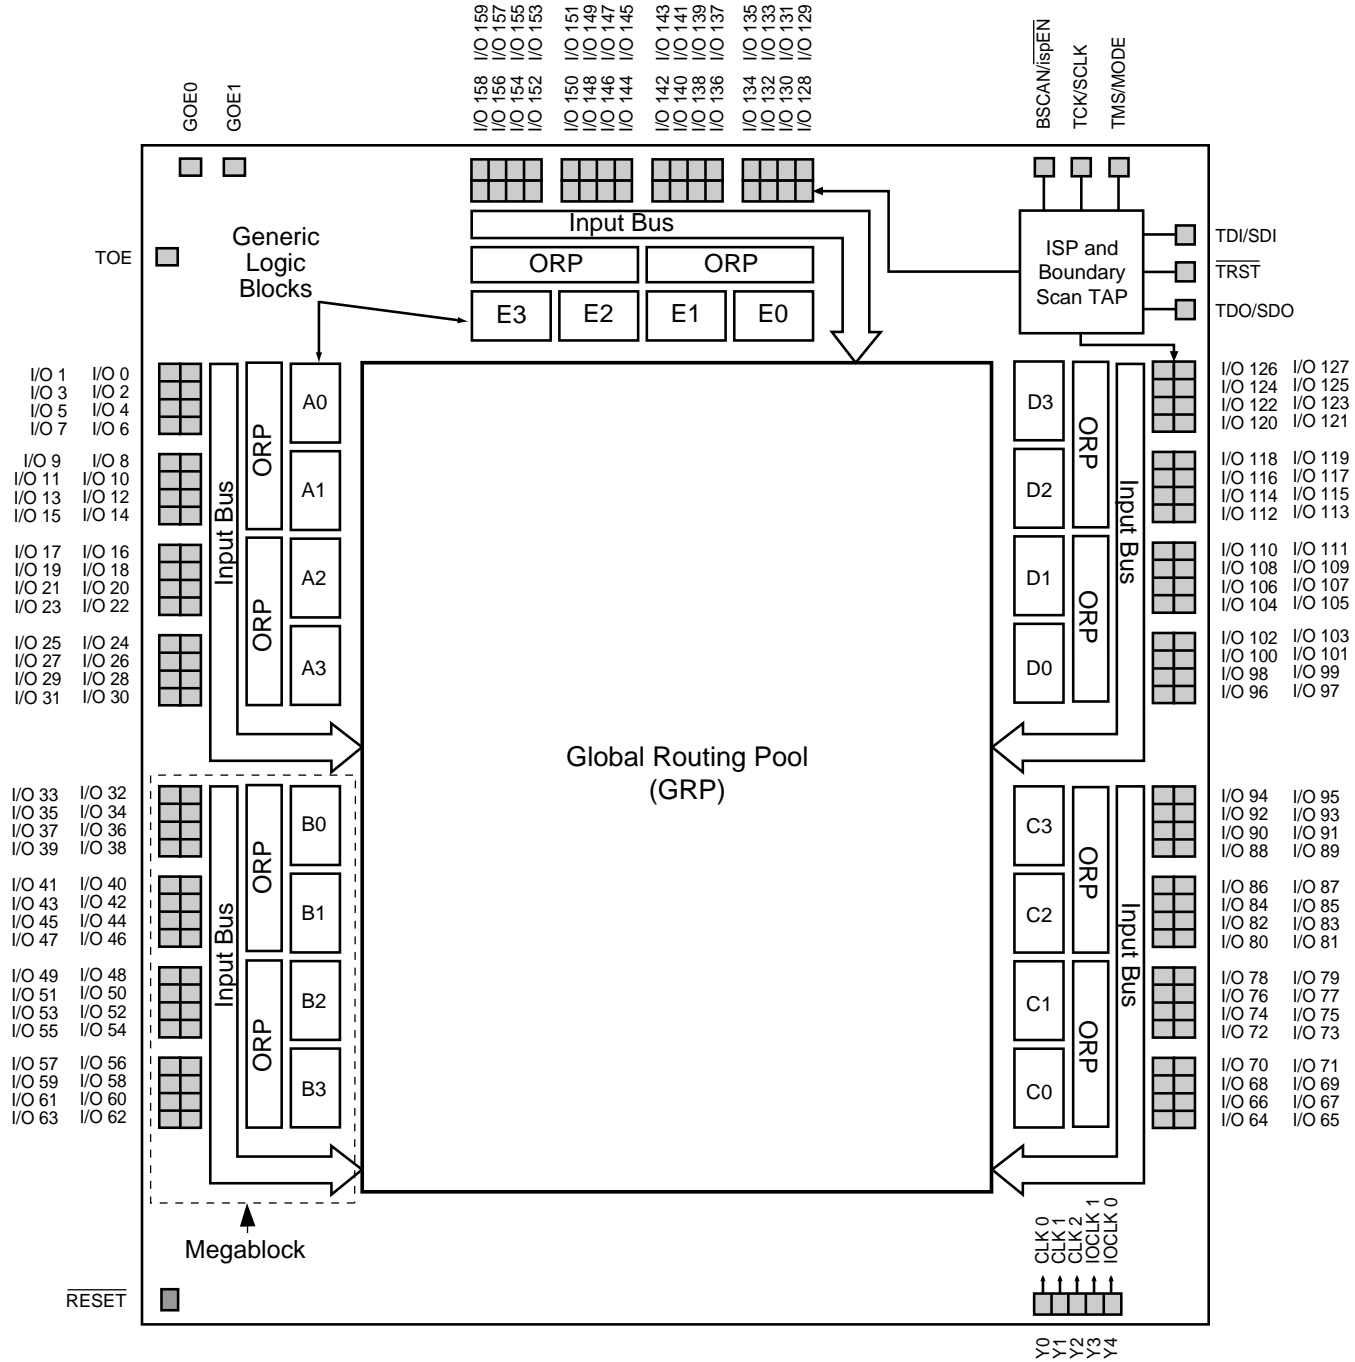 I/O 159
I/O 157
I/O 155
I/O 153
I/O 151
I/O 149
I/O 147
I/O 145
I/O 143
I/O 141
I/O 139
I/O 137
I/O 135
I/O 133
I/O 131
I/O 129
I/O 158
I/O 156
I/O 154
I/O 152
I/O 150
I/O 148
I/O 146
I/O 144
I/O 142
I/O 140
I/O 138
I/O 136
I/O 134
I/O 132
I/O 130
I/O 128
GOE0
GOE1
BSCAN/ispEN
TCK/SCLK
TMS/MODE
TOE
Generic
Logic
Blocks
Input Bus
ORP
ORP
E3
E2
E1
E0
ISP and
Boundary
Scan TAP
TDI/SDI
TRST
TDO/SDO
I/O 1 I/O 0
I/O 3 I/O 2
I/O 5 I/O 4
I/O 7 I/O 6
I/O 9 I/O 8
I/O 11 I/O 10
I/O 13 I/O 12
I/O 15 I/O 14
I/O 17 I/O 16
I/O 19 I/O 18
I/O 21 I/O 20
I/O 23 I/O 22
I/O 25 I/O 24
I/O 27 I/O 26
I/O 29 I/O 28
I/O 31 I/O 30
Input Bus
ORP
ORP
A0
A1
A2
A3
Global Routing Pool
(GRP)
D3
D2
D1
D0
ORP
ORP
Input Bus
I/O 126 I/O 127
I/O 124 I/O 125
I/O 122 I/O 123
I/O 120 I/O 121
I/O 118 I/O 119
I/O 116 I/O 117
I/O 114 I/O 115
I/O 112 I/O 113
I/O 110 I/O 111
I/O 108 I/O 109
I/O 106 I/O 107
I/O 104 I/O 105
I/O 102 I/O 103
I/O 100 I/O 101
I/O 98 I/O 99
I/O 96 I/O 97
I/O 33 I/O 32
I/O 35 I/O 34
I/O 37 I/O 36
I/O 39 I/O 38
I/O 41 I/O 40
I/O 43 I/O 42
I/O 45 I/O 44
I/O 47 I/O 46
I/O 49 I/O 48
I/O 51 I/O 50
I/O 53 I/O 52
I/O 55 I/O 54
I/O 57 I/O 56
I/O 59 I/O 58
I/O 61 I/O 60
I/O 63 I/O 62
Input Bus
ORP
ORP
B0
B1
B2
B3
C3
C2
C1
C0
ORP
ORP
Input Bus
I/O 94 I/O 95
I/O 92 I/O 93
I/O 90 I/O 91
I/O 88 I/O 89
I/O 86 I/O 87
I/O 84 I/O 85
I/O 82 I/O 83
I/O 80 I/O 81
I/O 78 I/O 79
I/O 76 I/O 77
I/O 74 I/O 75
I/O 72 I/O 73
I/O 70 I/O 71
I/O 68 I/O 69
I/O 66 I/O 67
I/O 64 I/O 65
Megablock
RESET
CLK 0
CLK 1
CLK 2
IOCLK 1
IOCLK 0
Y0
Y1
Y2
Y3
Y4